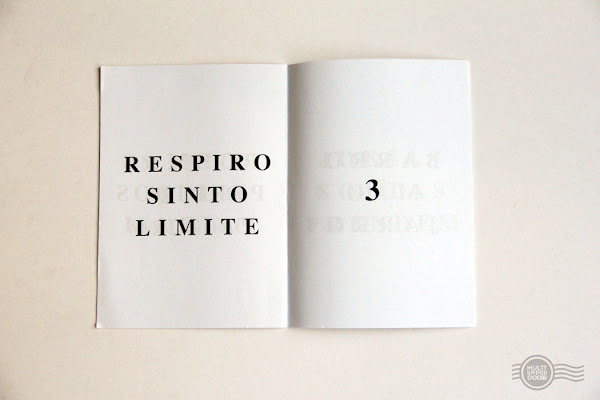 RESPIRO
SINTO
LIMITE
3